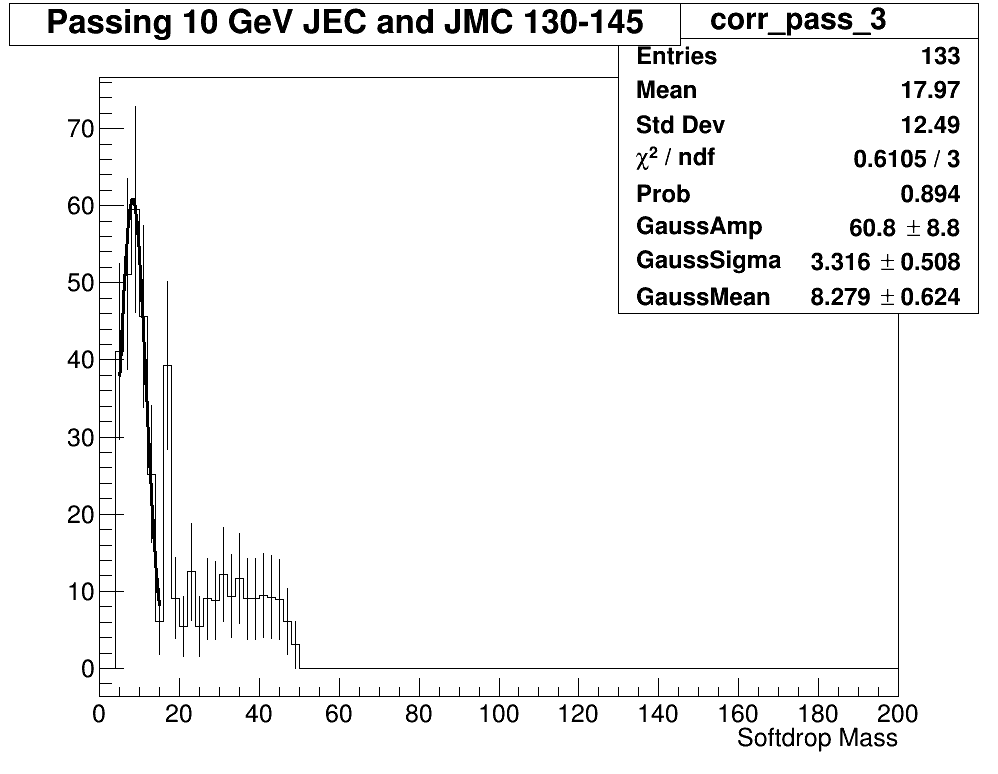 Passing 10 GeV JEC and JMC 130-145
corr_pass_3
Entries 133
Mean 17.97
Std Dev 12.49
χ² / ndf 0.6105 / 3
Prob 0.894
GaussAmp 60.8 ± 8.8
GaussSigma 3.316 ± 0.508
GaussMean 8.279 ± 0.624
70
60
50
40
30
20
10
0
0 20 40 60 80 100 120 140 160 180 200
Softdrop Mass